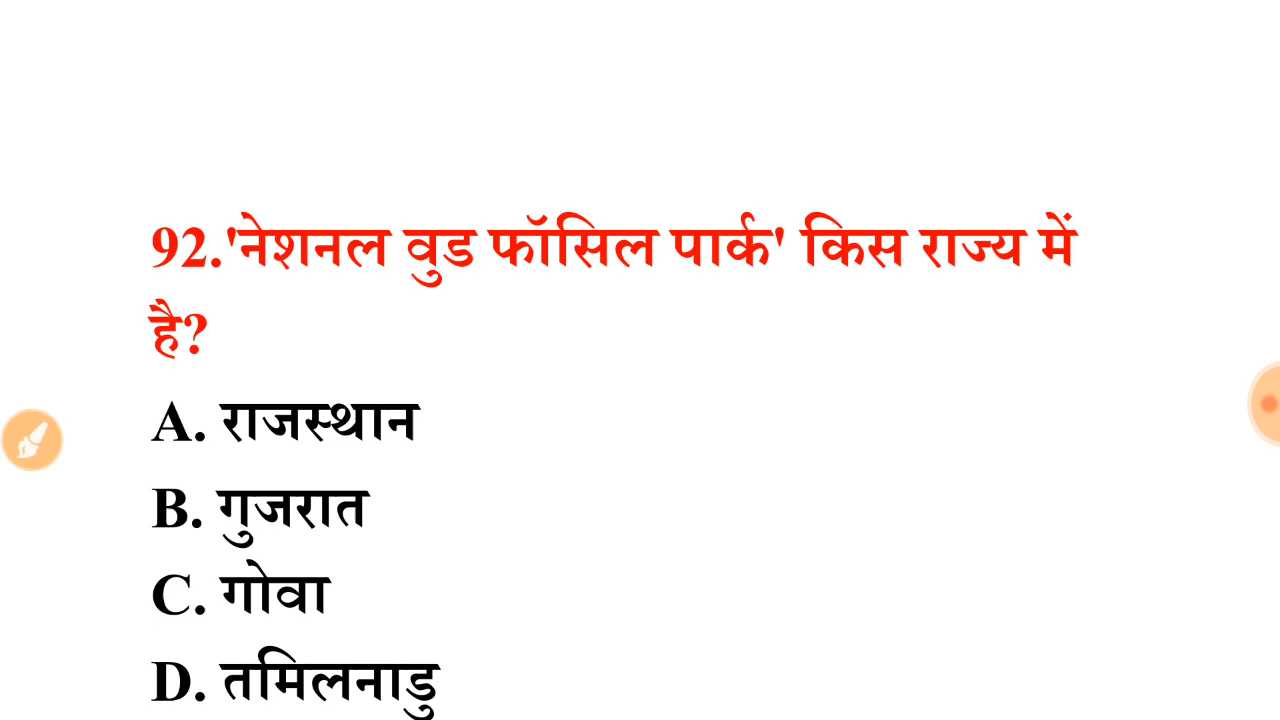 92.'नेशनल वुड फॉसिल पार्क' किस राज्य में
है?
A. राजस्थान
B. गुजरात
C. गोवा
D. तमिलनाडु